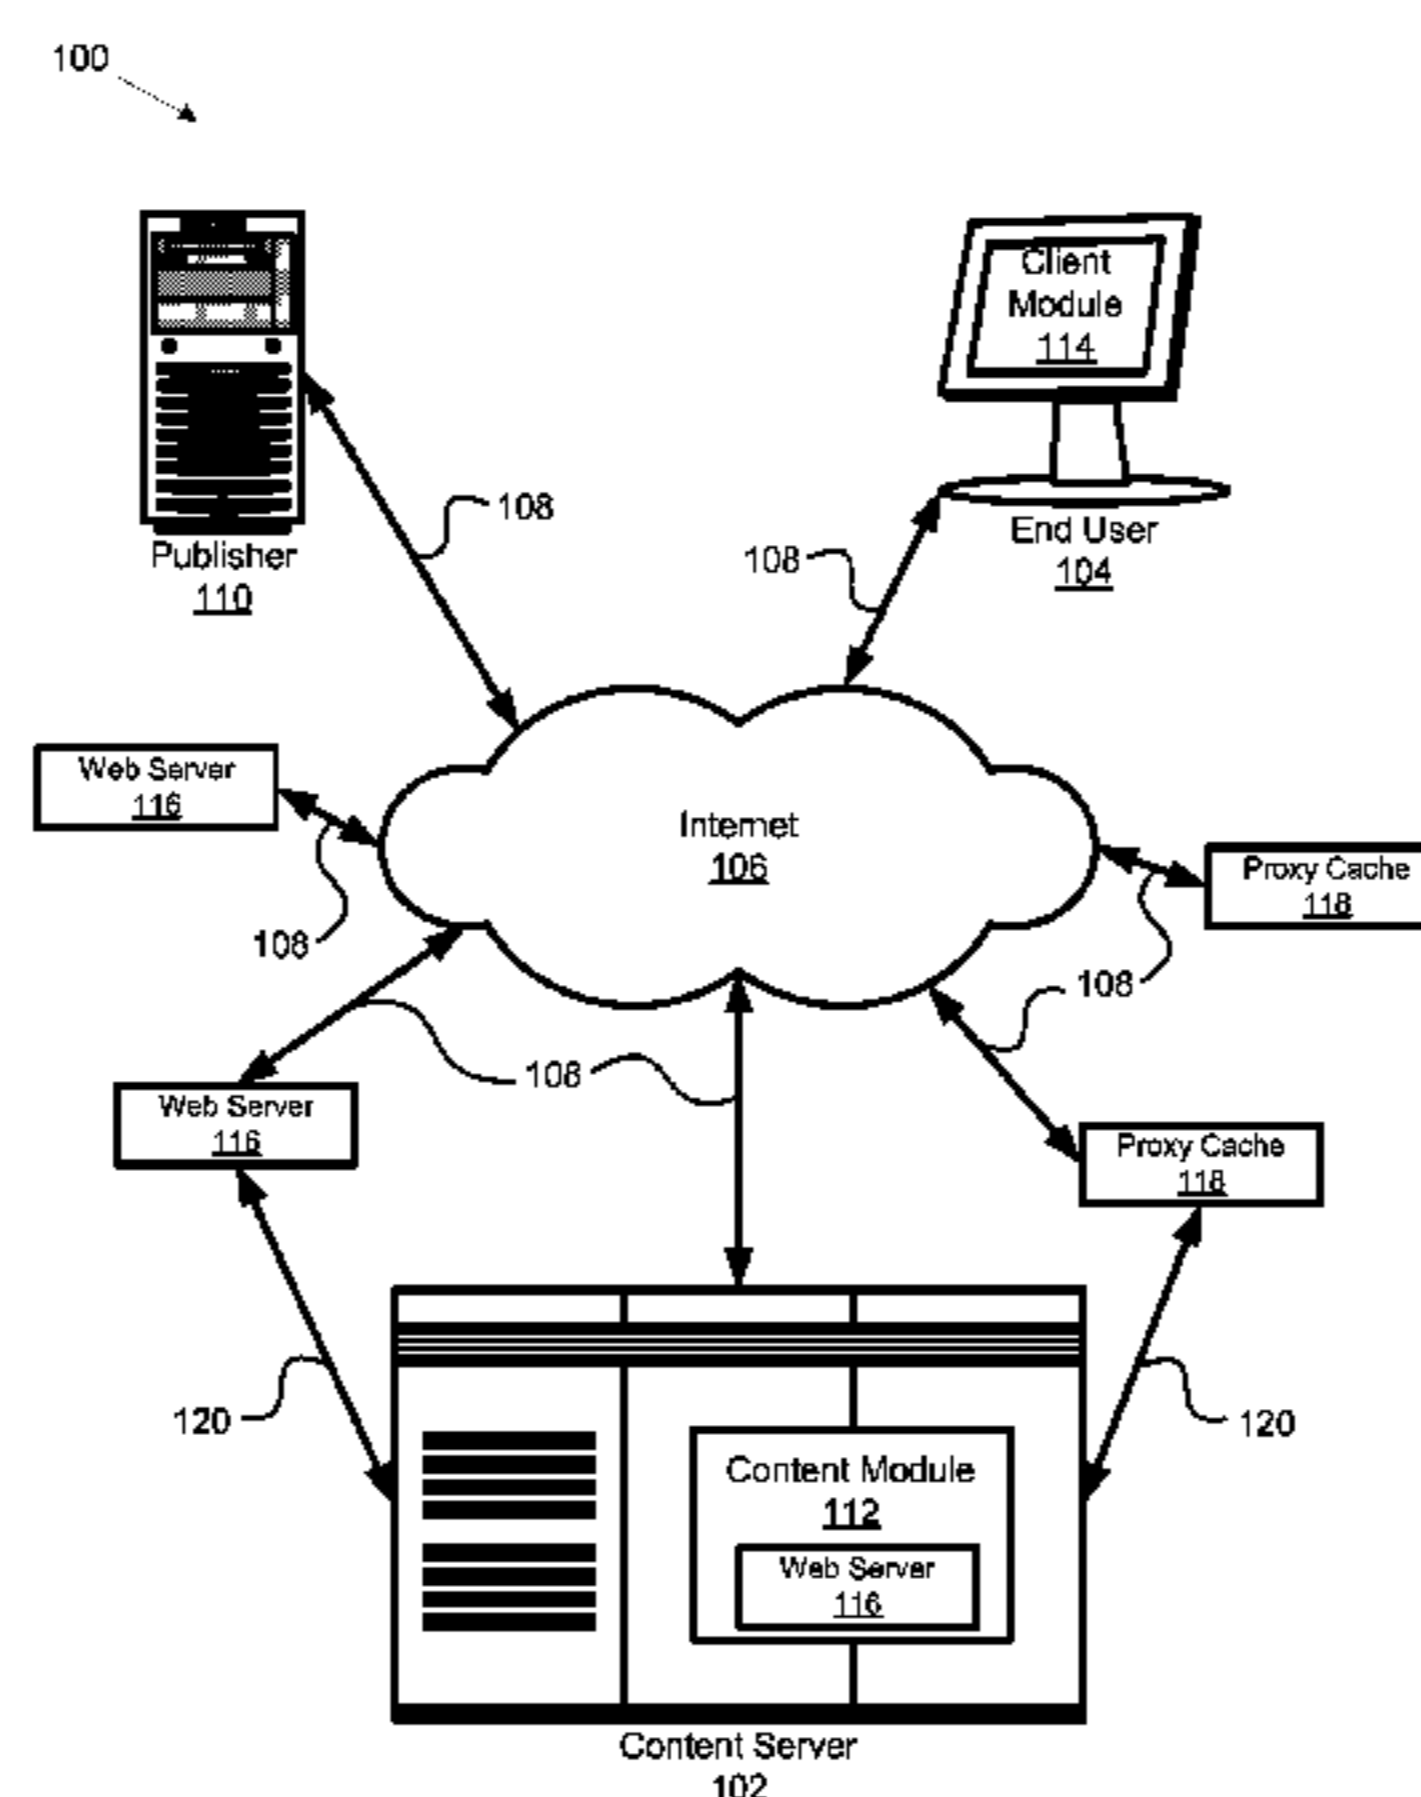 100
Client
Module
114
108
Publisher
110
End User
104
108
Web Server
116
Internet
106
Proxy Cache
118
108
108
108
Web Server
116
Proxy Cache
118
120
120
Content Module
112
Web Server
116
Content Server
102